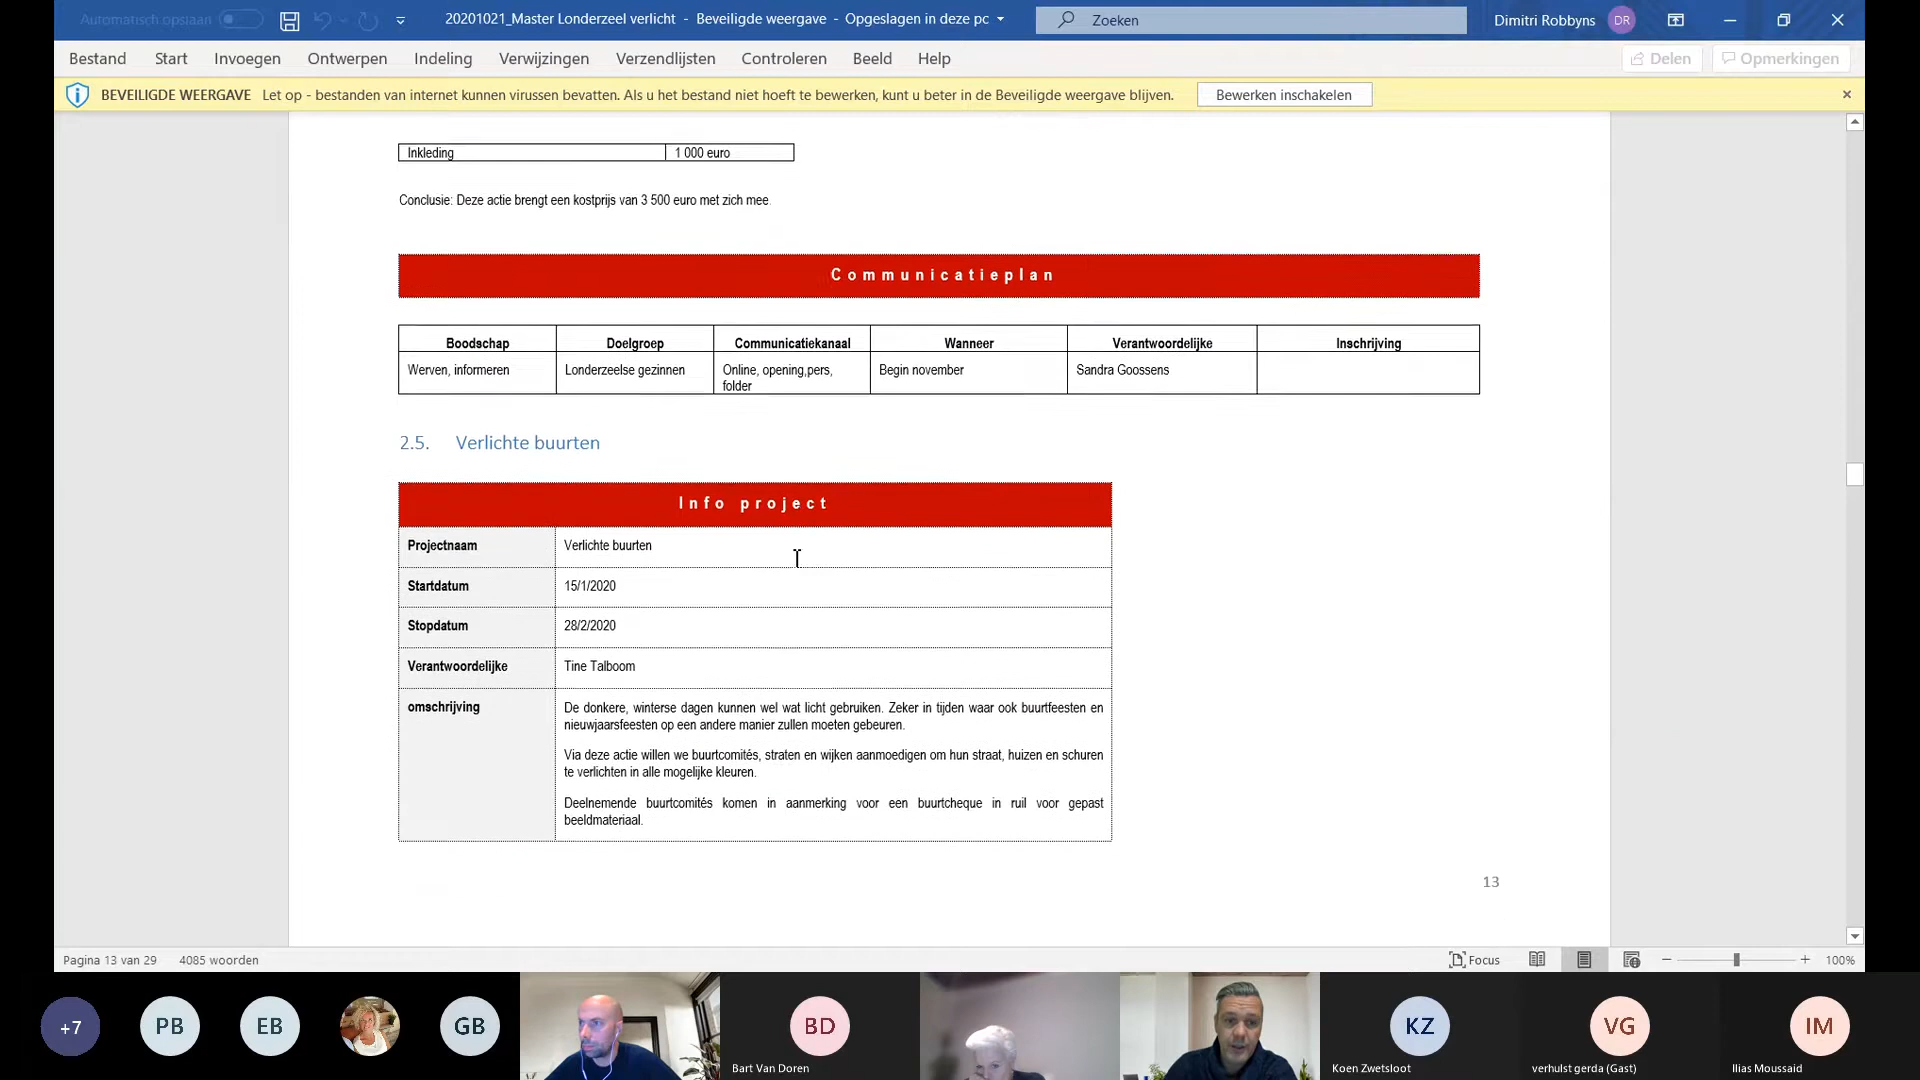 Automatisch opslaan
20201021_Master Londerzeel verlicht - Beveiligde weergave - Opgeslagen in deze pc
Zoeken
Dimitri Robbyns DR
Bestand Start Invoegen Ontwerpen Indeling Verwijzingen Verzendlijsten Controleren Beeld Help Delen Opmerkingen
BEVEILIGDE WEERGAVE Let op - bestanden van internet kunnen virussen bevatten. Als u het bestand niet hoeft te bewerken, kunt u beter in de Beveiligde weergave blijven. Bewerken inschakelen
Inkleding 1 000 euro
Conclusie: Deze actie brengt een kostprijs van 3 500 euro met zich mee.
Communicatieplan
Boodschap Doelgroep Communicatiekanaal Wanneer Verantwoordelijke Inschrijving
Werven, informeren Londerzeelse gezinnen Online, opening,pers, Begin november Sandra Goossens
folder
2.5. Verlichte buurten
Info project
Projectnaam Verlichte buurten
Startdatum 15/1/2020
Stopdatum 28/2/2020
Verantwoordelijke Tine Talboom
omschrijving De donkere, winterse dagen kunnen wel wat licht gebruiken. Zeker in tijden waar ook buurtfeesten en
nieuwjaarsfeesten op een andere manier zullen moeten gebeuren.
Via deze actie willen we buurtcomités, straten en wijken aanmoedigen om hun straat, huizen en schuren
te verlichten in alle mogelijke kleuren.
Deelnemende buurtcomités komen in aanmerking voor een buurtcheque in ruil voor gepast
beeldmateriaal.
13
Pagina 13 van 29 4085 woorden Focus 100%
+7 PB EB GB BD KZ VG IM
Bart Van Doren Koen Zwetsloot verhulst gerda (Gast) Ilias Moussaid